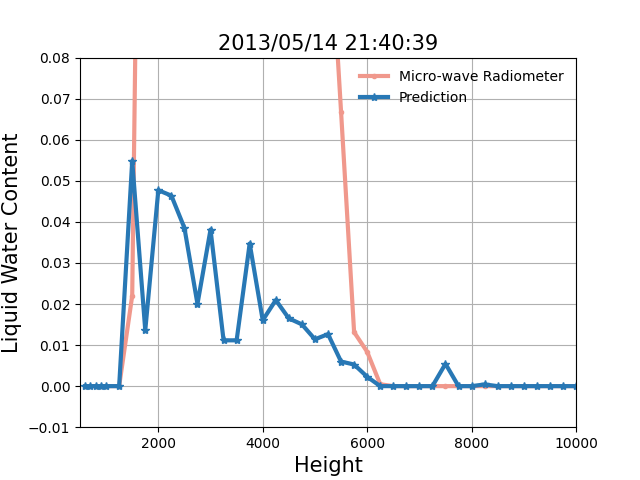 2013/05/14 21:40:39
Micro-wave Radiometer
Prediction
Liquid Water Content
0.08
0.07
0.06
0.05
0.04
0.03
0.02
0.01
0.00
−0.01
2000 4000 6000 8000 10000
Height